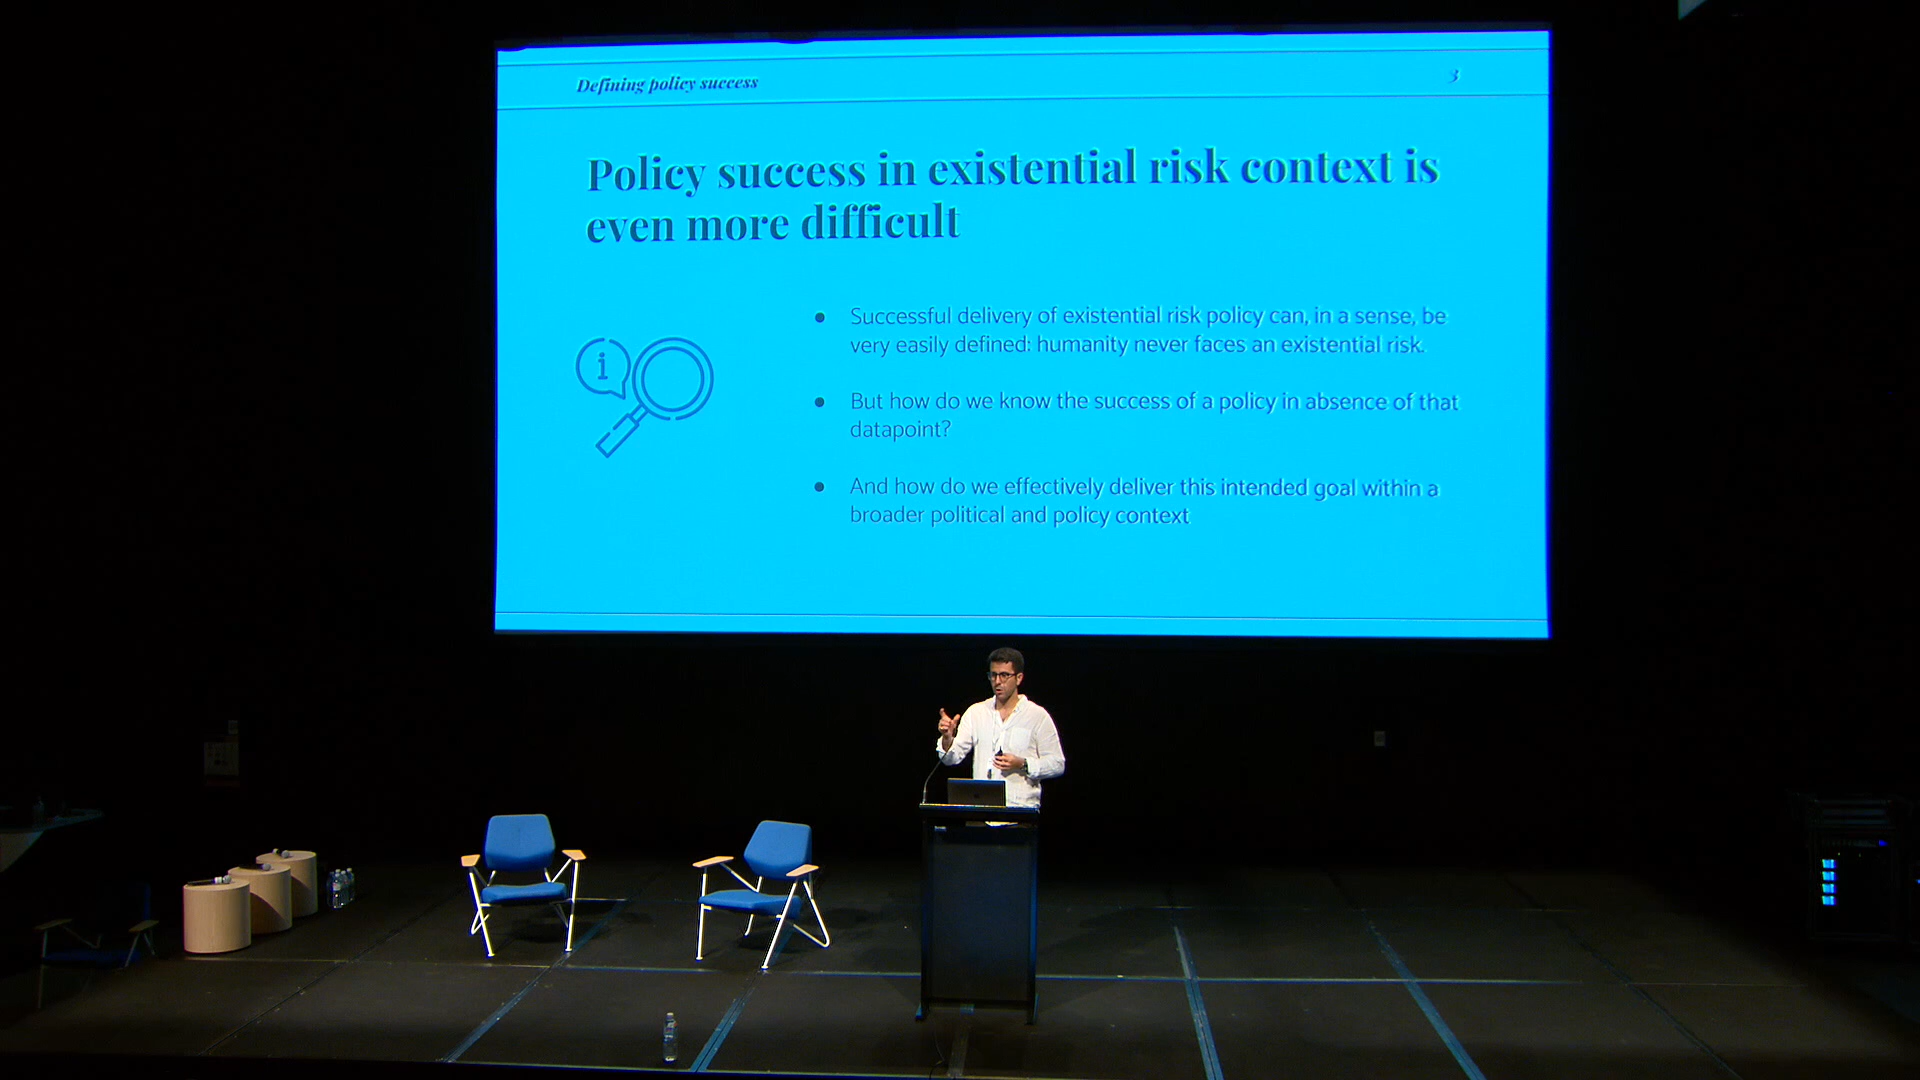 Defining policy success
3
Policy success in existential risk context is
even more difficult
i
● Successful delivery of existential risk policy can, in a sense, be
very easily defined: humanity never faces an existential risk.
● But how do we know the success of a policy in absence of that
datapoint?
● And how do we effectively deliver this intended goal within a
broader political and policy context